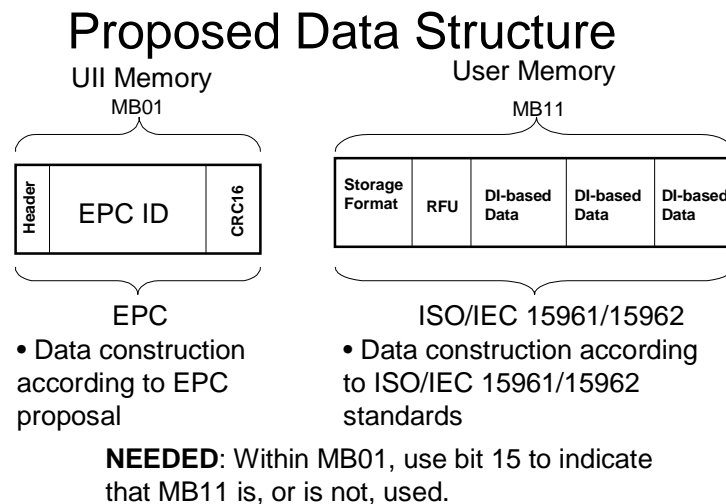 Proposed Data Structure
UII Memory
MB01
Header
EPC ID
CRC16
EPC
• Data construction
according to EPC
proposal
User Memory
MB11
Storage
Format
RFU
DI-based
Data
DI-based
Data
DI-based
Data
ISO/IEC 15961/15962
• Data construction according
to ISO/IEC 15961/15962
standards
NEEDED: Within MB01, use bit 15 to indicate
that MB11 is, or is not, used.